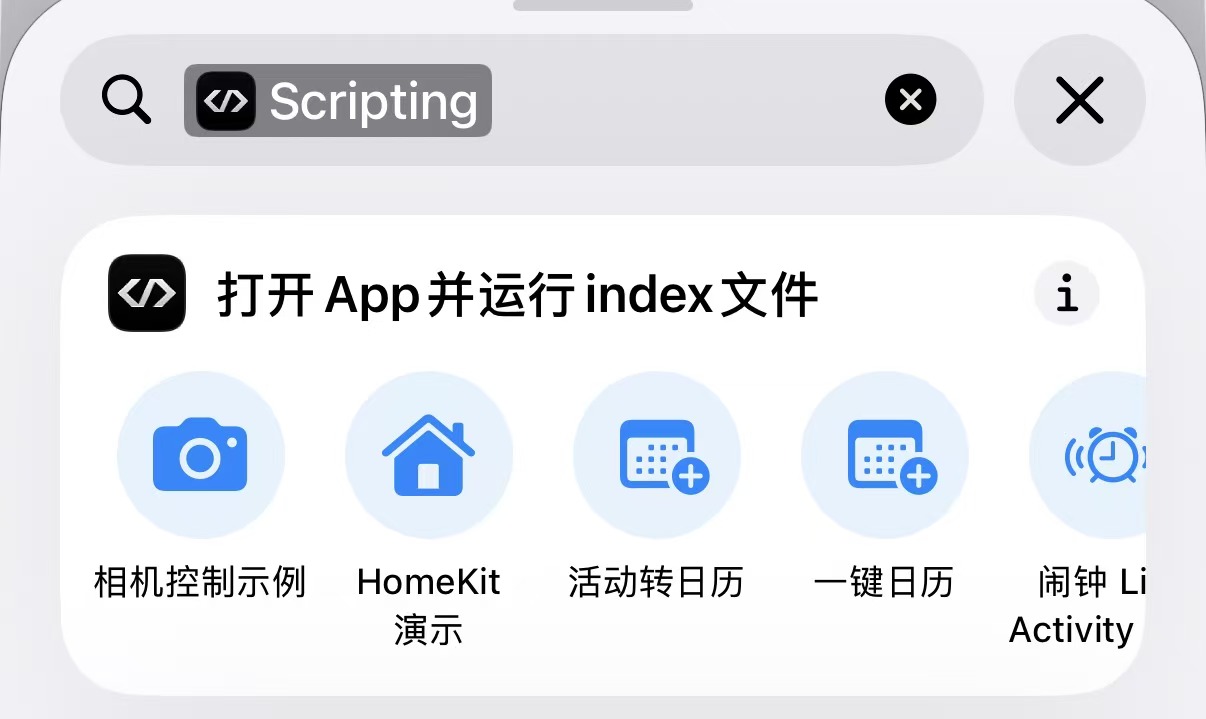 Scripting
打开 App 并运行 index 文件
相机控制示例
HomeKit
演示
活动转日历
一键日历
闹钟 Li
Activity